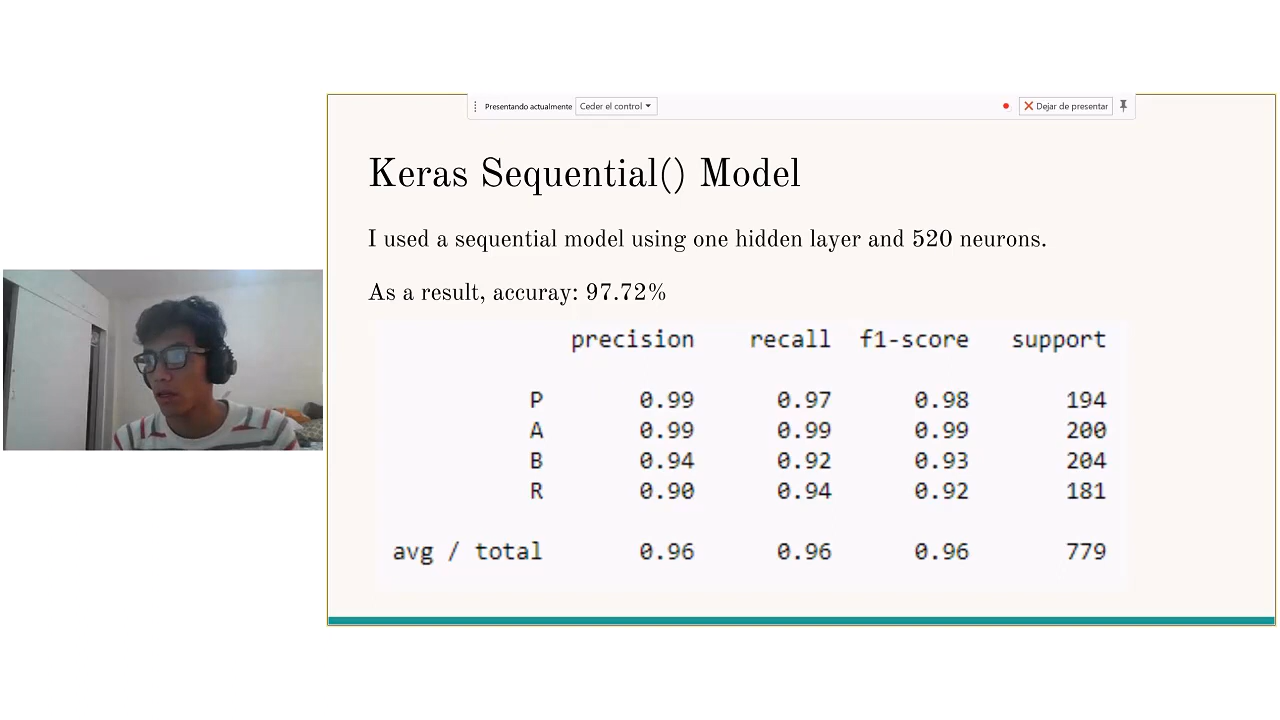 Presentando actualmente Ceder el control Dejar de presentar
Keras Sequential() Model
I used a sequential model using one hidden layer and 520 neurons.
As a result, accuray: 97.72%
precision recall f1-score support
P 0.99 0.97 0.98 194
A 0.99 0.99 0.99 200
B 0.94 0.92 0.93 204
R 0.90 0.94 0.92 181
avg / total 0.96 0.96 0.96 779